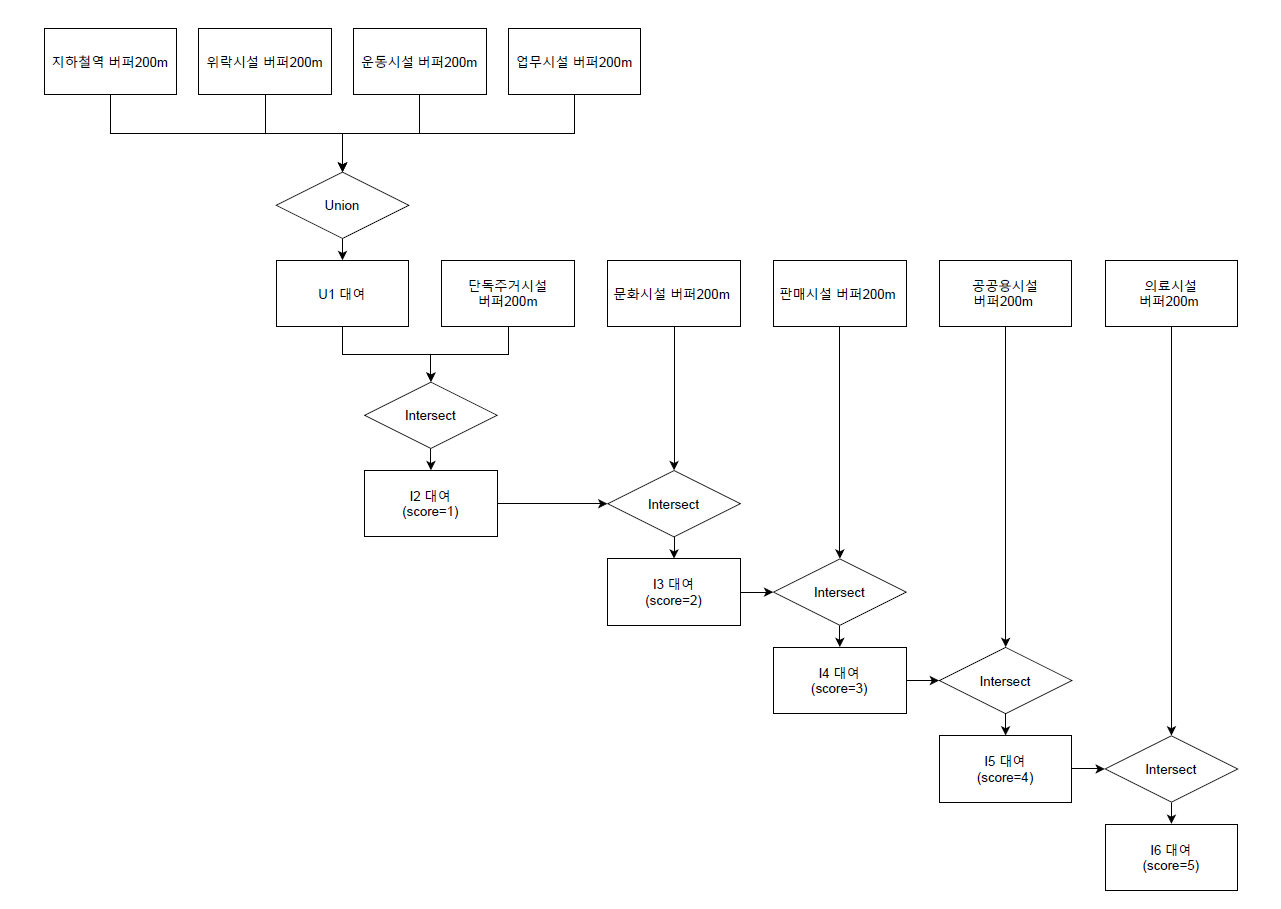 지하철역 버퍼200m
위락시설 버퍼200m
운동시설 버퍼200m
업무시설 버퍼200m
Union
U1 대여
단독주거시설
버퍼200m
문화시설 버퍼200m
판매시설 버퍼200m
공공용시설
버퍼200m
의료시설
버퍼200m
Intersect
I2 대여
(score=1)
Intersect
I3 대여
(score=2)
Intersect
I4 대여
(score=3)
Intersect
I5 대여
(score=4)
Intersect
I6 대여
(score=5)